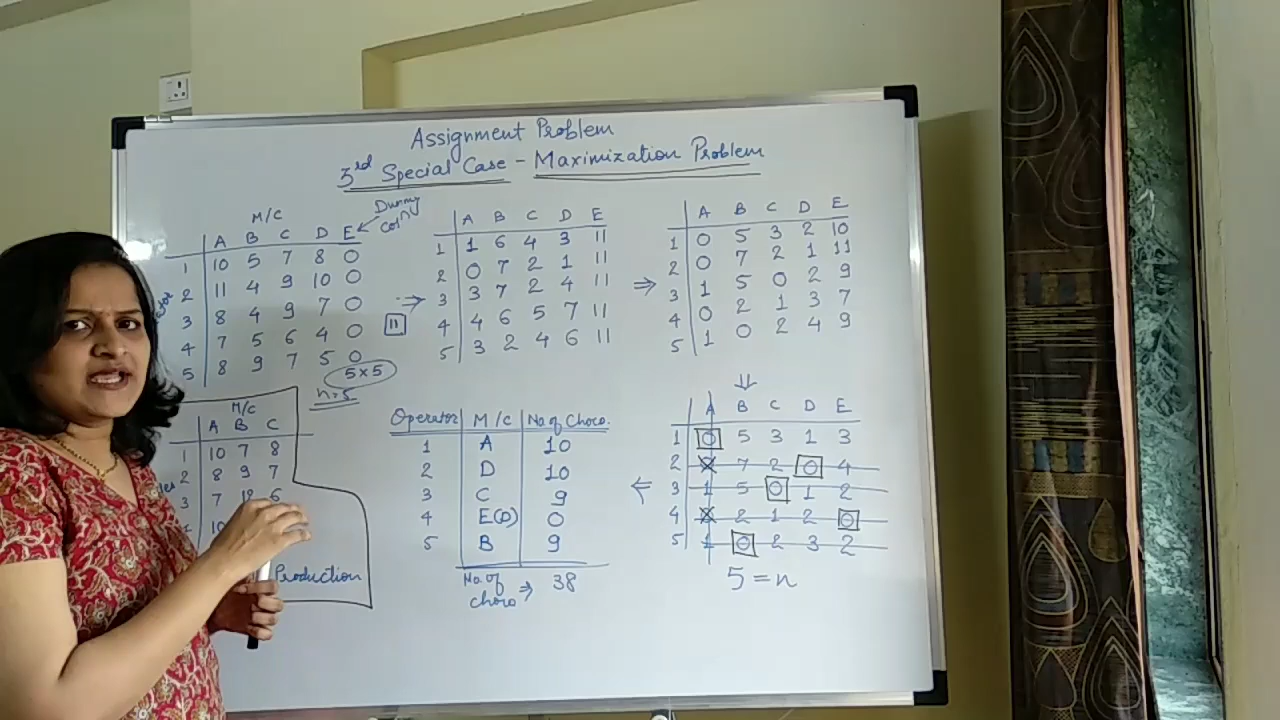 Assignment Problem
3rd Special Case - Maximization Problem
M/C
Dummy
coln
A B C D E
1 10 5 7 8 0
2 11 4 9 10 0
3 8 4 9 7 0
4 7 5 6 4 0
5 8 9 7 5 0
5×5
n=5
11
A B C D E
1 1 6 4 3 11
2 0 7 2 1 11
3 3 7 2 4 11
4 4 6 5 7 11
5 3 2 4 6 11
A B C D E
1 0 5 3 2 10
2 0 7 2 1 11
3 1 5 0 2 9
4 0 2 1 3 7
5 1 0 2 4 9
M/C
A B C
1 10 7 8
2 8 9 7
3 7
Production
Operator M/C No. of Choco.
1 A 10
2 D 10
3 C 9
4 E(D) 0
5 B 9
No. of
choco ⇒ 38
A B C D E
1 0 5 3 1 3
2 0 7 2 0 4
3 1 5 0 1 2
4 0 2 1 2 0
5 1 0 2 3 2
5 = n